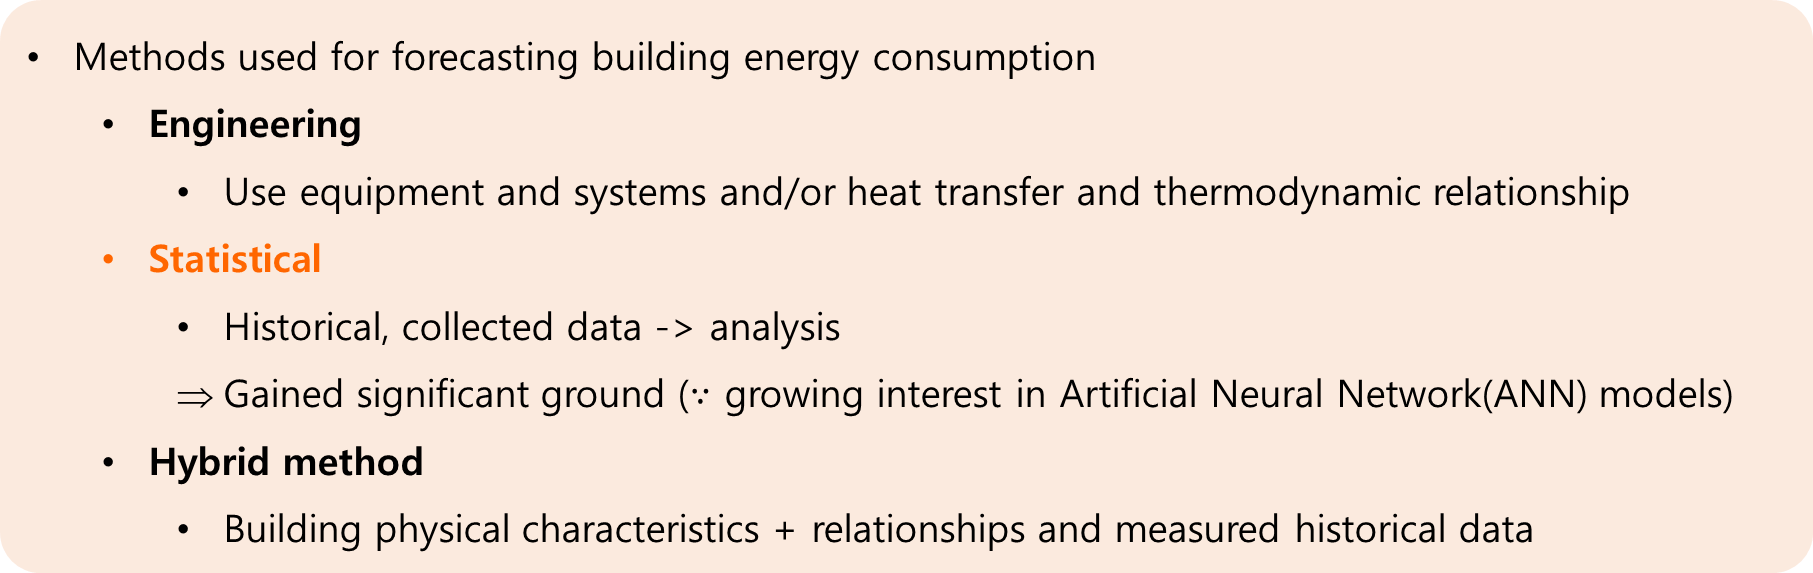 • Methods used for forecasting building energy consumption
• Engineering
• Use equipment and systems and/or heat transfer and thermodynamic relationship
• Statistical
• Historical, collected data -> analysis
⇒ Gained significant ground (∵ growing interest in Artificial Neural Network(ANN) models)
• Hybrid method
• Building physical characteristics + relationships and measured historical data